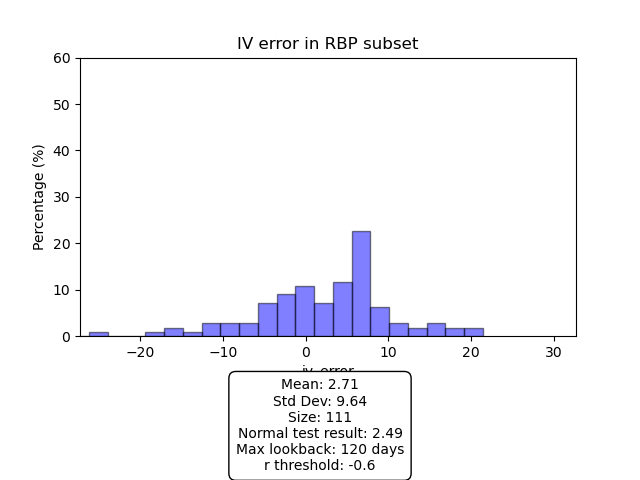 IV error in RBP subset
60
50
40
30
20
10
0
Percentage (%)
−20
−10
0
10
20
30
iv_error
Mean: 2.71
Std Dev: 9.64
Size: 111
Normal test result: 2.49
Max lookback: 120 days
r threshold: -0.6